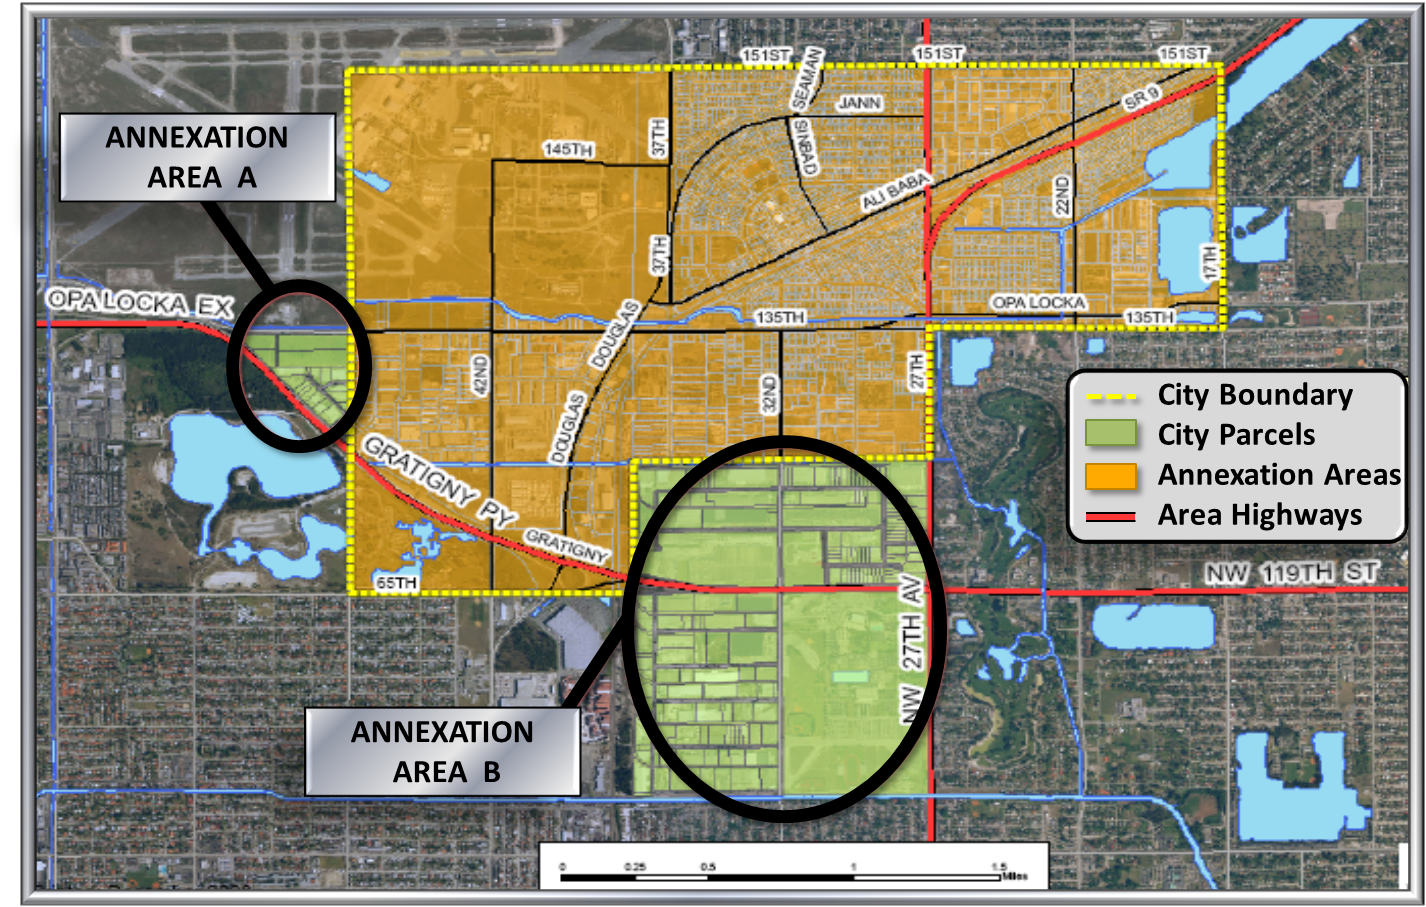 151ST
151ST
151ST
SEAMAN
JANN
SR 9
ANNEXATION
AREA A
37TH
145TH
SINBAD
ALI BABA
22ND
37TH
17TH
OPA LOCKA EX
OPA LOCKA
135TH
135TH
DOUGLAS
42ND
32ND
27TH
City Boundary
City Parcels
Annexation Areas
Area Highways
DOUGLAS
GRATIGNY PY
GRATIGNY
65TH
NW 119TH ST
NW 27TH AV
ANNEXATION
AREA B
0 0.25 0.5 1 1.5
Miles